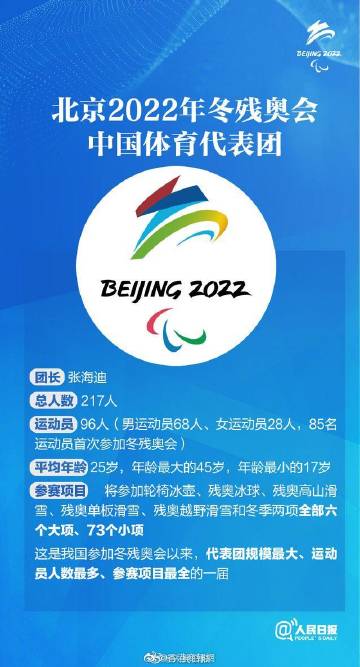 BEIJING 2022
北京2022年冬残奥会
中国体育代表团
BEIJING 2022
团长 张海迪
总人数 217人
运动员 96人（男运动员68人、女运动员28人，85名
运动员首次参加冬残奥会）
平均年龄 25岁，年龄最大的45岁，年龄最小的17岁
参赛项目 将参加轮椅冰壶、残奥冰球、残奥高山滑
雪、残奥单板滑雪、残奥越野滑雪和冬季两项全部六
个大项、73个小项
这是我国参加冬残奥会以来，代表团规模最大、运动
员人数最多、参赛项目最全的一届
@人民日报
PEOPLE'S DAILY